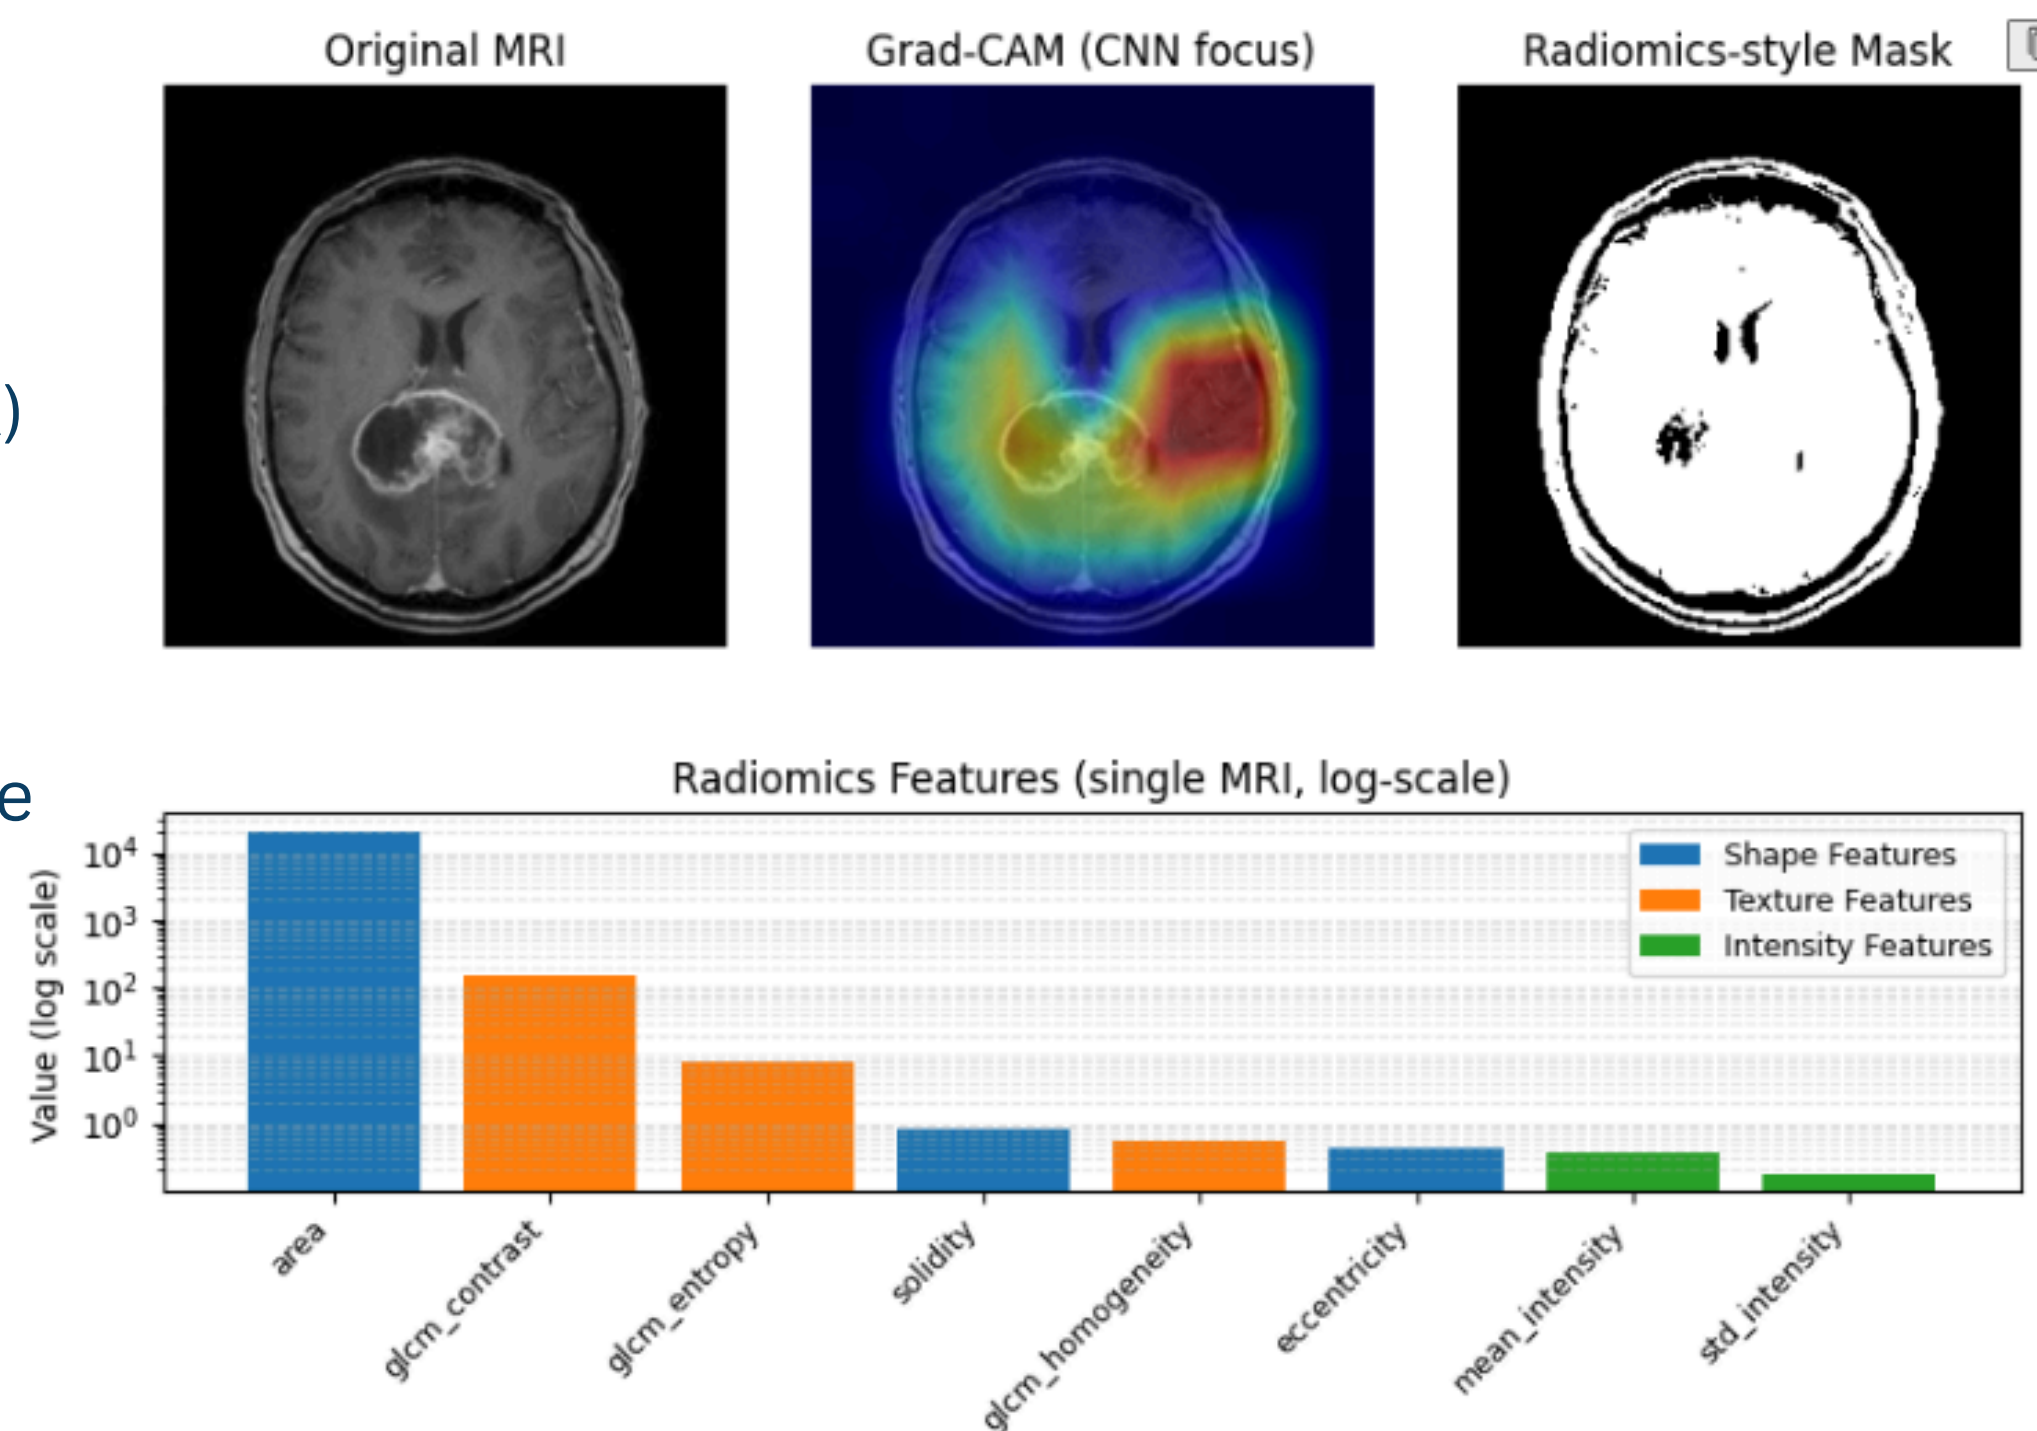 Original MRI
Grad-CAM (CNN focus)
Radiomics-style Mask
)
e
Radiomics Features (single MRI, log-scale)
Value (log scale)
10⁴
10³
10²
10¹
10⁰
Shape Features
Texture Features
Intensity Features
area
glcm_contrast
glcm_entropy
solidity
glcm_homogeneity
eccentricity
mean_intensity
std_intensity